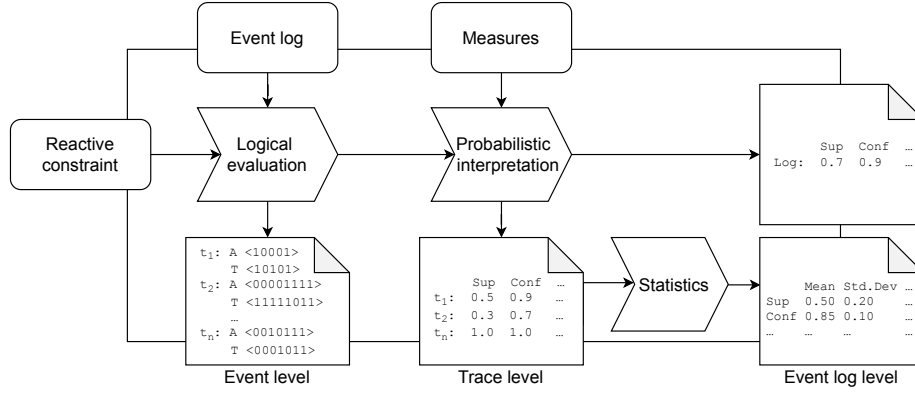 Event log
Measures
Reactive
constraint
Logical
evaluation
Probabilistic
interpretation
Sup Conf …
Log: 0.7 0.9 …
t1: A <10001>
T <10101>
t2: A <00001111>
T <11111011>
…
tn: A <0010111>
T <0001011>
Event level
Sup Conf …
t1: 0.5 0.9 …
t2: 0.3 0.7 …
tn: 1.0 1.0 …
Trace level
Statistics
Mean Std.Dev …
Sup 0.50 0.20 …
Conf 0.85 0.10 …
… … … …
Event log level